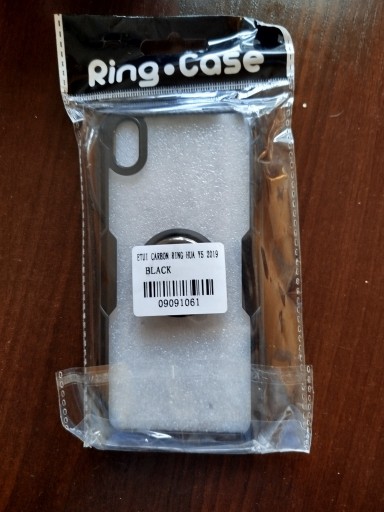 Ring•Case
ETUI CARBON RING HUA Y5 2019
BLACK
09091061